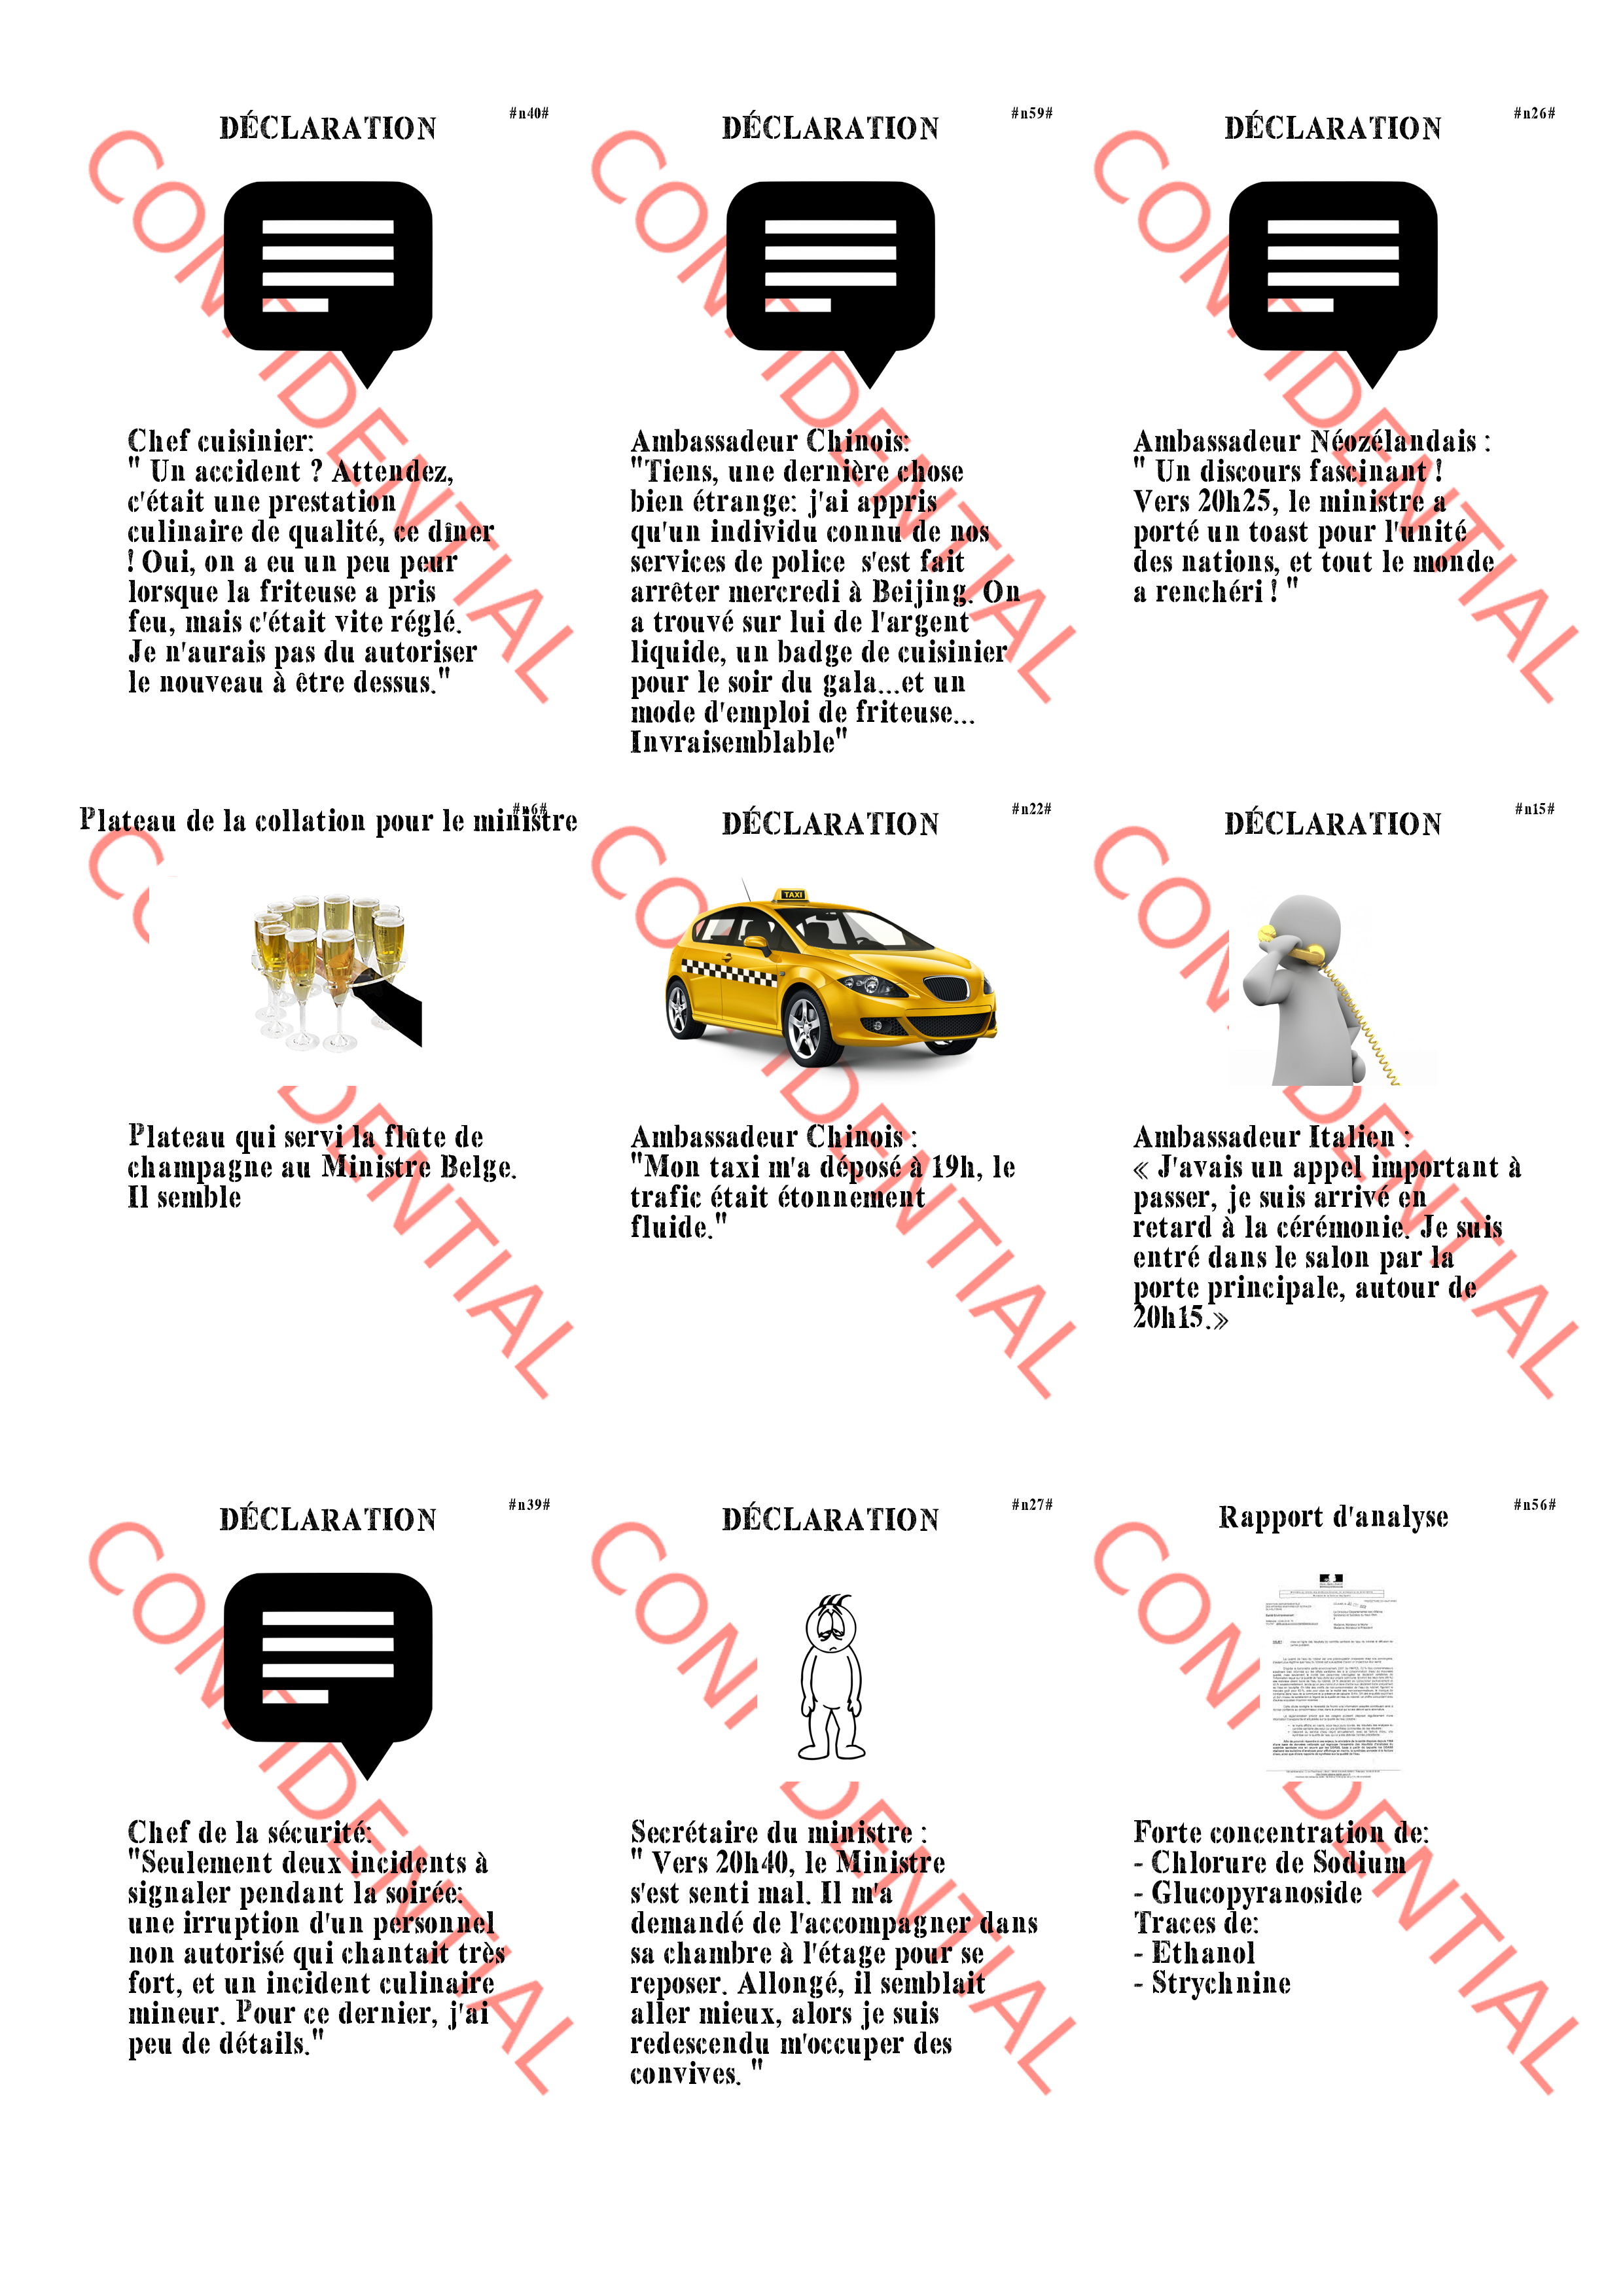 #n40#
DÉCLARATION
CONFIDENTIAL
Chef cuisinier:
" Un accident ? Attendez,
c'était une prestation
culinaire de qualité, ce dîner
! Oui, on a eu un peu peur
lorsque la friteuse a pris
feu, mais c'était vite réglé.
Je n'aurais pas du autoriser
le nouveau à être dessus."
#n59#
DÉCLARATION
CONFIDENTIAL
Ambassadeur Chinois:
"Tiens, une dernière chose
bien étrange: j'ai appris
qu'un individu connu de nos
services de police s'est fait
arrêter mercredi à Beijing. On
a trouvé sur lui de l'argent
liquide, un badge de cuisinier
pour le soir du gala...et un
mode d'emploi de friteuse...
Invraisemblable"
#n26#
DÉCLARATION
CONFIDENTIAL
Ambassadeur Néozélandais :
" Un discours fascinant !
Vers 20h25, le ministre a
porté un toast pour l'unité
des nations, et tout le monde
a renchéri ! "
#n6#
Plateau de la collation pour le ministre
CONFIDENTIAL
Plateau qui servi la flûte de
champagne au Ministre Belge.
Il semble
#n22#
DÉCLARATION
CONFIDENTIAL
TAXI
Ambassadeur Chinois :
"Mon taxi m'a déposé à 19h, le
trafic était étonnement
fluide."
#n15#
DÉCLARATION
CONFIDENTIAL
Ambassadeur Italien :
« J'avais un appel important à
passer, je suis arrivé en
retard à la cérémonie. Je suis
entré dans le salon par la
porte principale, autour de
20h15.»
#n39#
DÉCLARATION
CONFIDENTIAL
Chef de la sécurité:
"Seulement deux incidents à
signaler pendant la soirée:
une irruption d'un personnel
non autorisé qui chantait très
fort, et un incident culinaire
mineur. Pour ce dernier, j'ai
peu de détails."
#n27#
DÉCLARATION
CONFIDENTIAL
Secrétaire du ministre :
" Vers 20h40, le Ministre
s'est senti mal. Il m'a
demandé de l'accompagner dans
sa chambre à l'étage pour se
reposer. Allongé, il semblait
aller mieux, alors je suis
redescendu m'occuper des
convives. "
#n56#
Rapport d'analyse
CONFIDENTIAL
Forte concentration de:
- Chlorure de Sodium
- Glucopyranoside
Traces de:
- Ethanol
- Strychnine